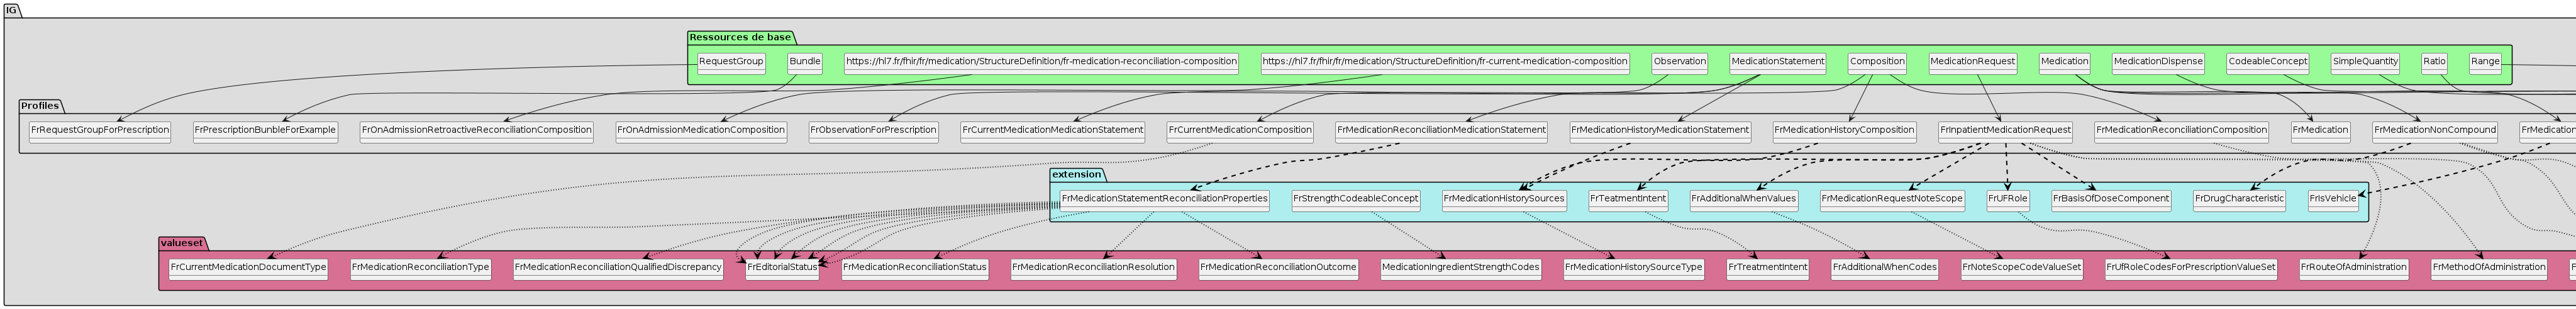 IG
Ressources de base
RequestGroup
Bundle
https://hl7.fr/fhir/fr/medication/StructureDefinition/fr-medication-reconciliation-composition
https://hl7.fr/fhir/fr/medication/StructureDefinition/fr-current-medication-composition
Observation
MedicationStatement
Composition
MedicationRequest
Medication
MedicationDispense
CodeableConcept
SimpleQuantity
Ratio
Range
Profiles
FrRequestGroupForPrescription
FrPrescriptionBunbleForExample
FrOnAdmissionRetroactiveReconciliationComposition
FrOnAdmissionMedicationComposition
FrObservationForPrescription
FrCurrentMedicationMedicationStatement
FrCurrentMedicationComposition
FrMedicationReconciliationMedicationStatement
FrMedicationHistoryMedicationStatement
FrMedicationHistoryComposition
FrInpatientMedicationRequest
FrMedicationReconciliationComposition
FrMedication
FrMedicationNonCompound
FrMedication
extension
FrMedicationStatementReconciliationProperties
FrStrengthCodeableConcept
FrMedicationHistorySources
FrTeatmentIntent
FrAdditionalWhenValues
FrMedicationRequestNoteScope
FrUFRole
FrBasisOfDoseComponent
FrDrugCharacteristic
FrIsVehicle
valueset
FrCurrentMedicationDocumentType
FrMedicationReconciliationType
FrMedicationReconciliationQualifiedDiscrepancy
FrEditorialStatus
FrMedicationReconciliationStatus
FrMedicationReconciliationResolution
FrMedicationReconciliationOutcome
MedicationIngredientStrengthCodes
FrMedicationHistorySourceType
FrTreatmentIntent
FrAdditionalWhenCodes
FrNoteScopeCodeValueSet
FrUfRoleCodesForPrescriptionValueSet
FrRouteOfAdministration
FrMethodOfAdministration